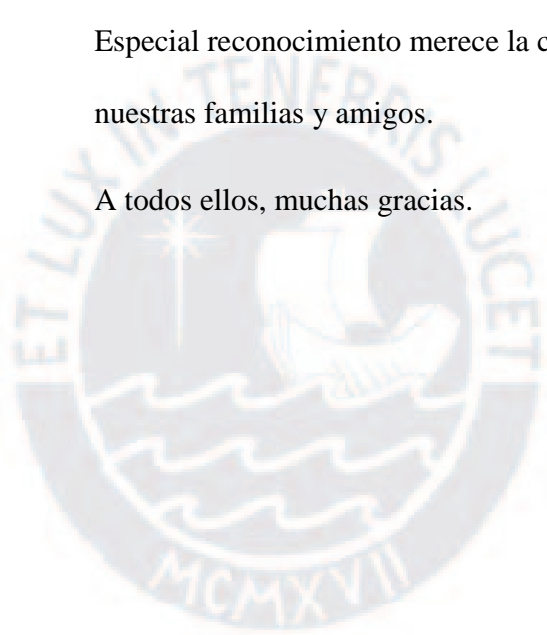 Especial reconocimiento merece la
nuestras familias y amigos.
A todos ellos, muchas gracias.
ET LUX IN TENEBRIS LUCET
MCMXVII